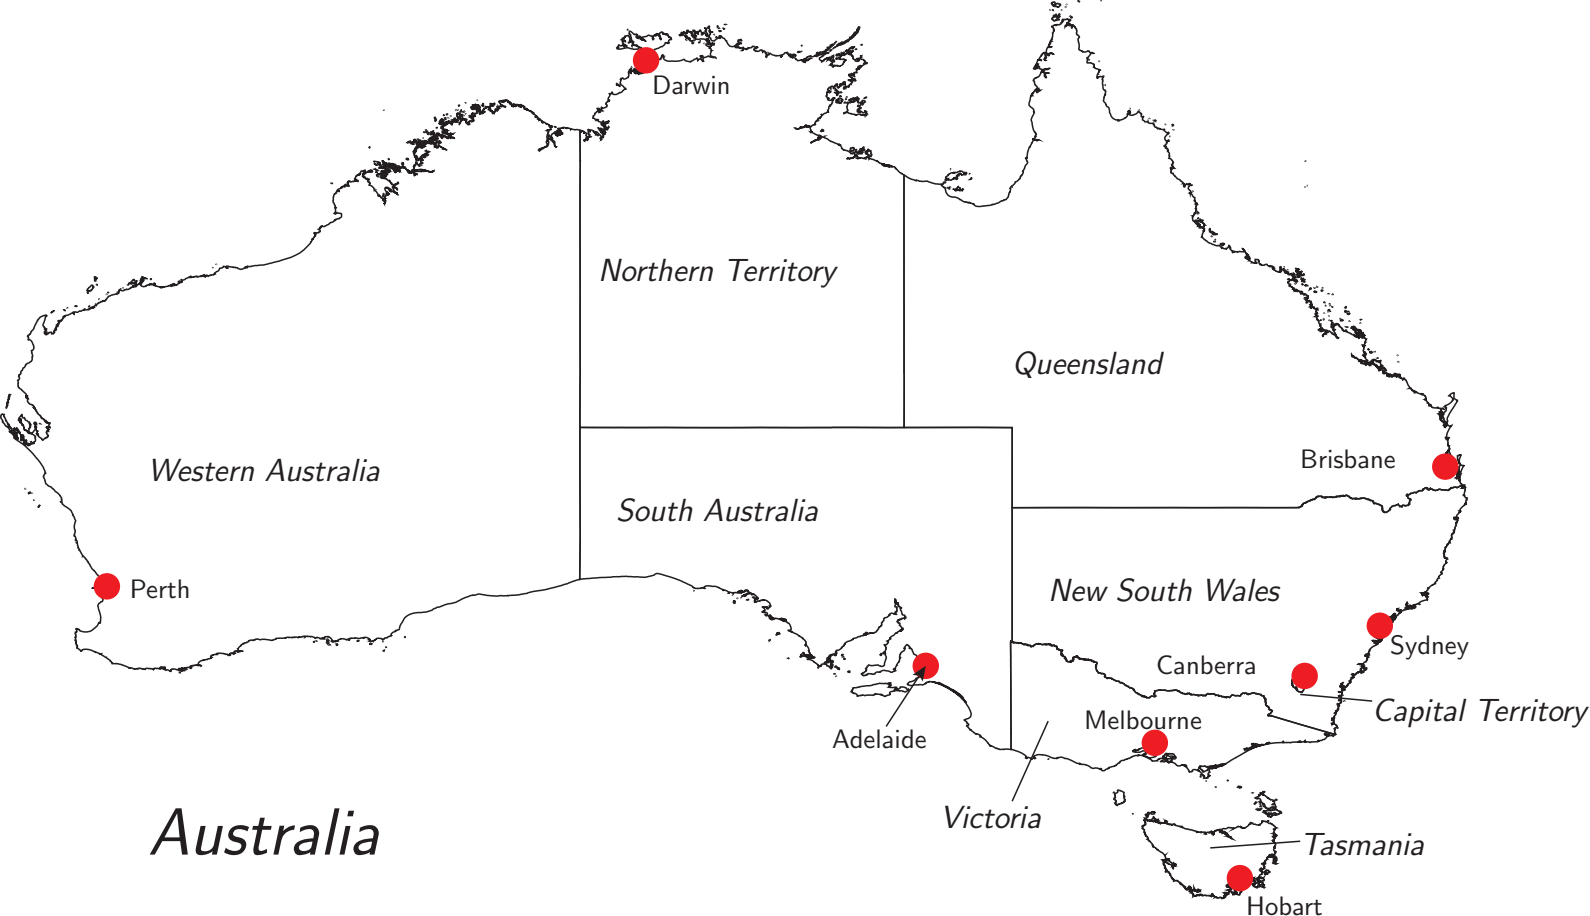 Darwin
Northern Territory
Queensland
Brisbane
Western Australia
South Australia
Perth
New South Wales
Sydney
Canberra
Capital Territory
Melbourne
Adelaide
Victoria
Australia
Tasmania
Hobart